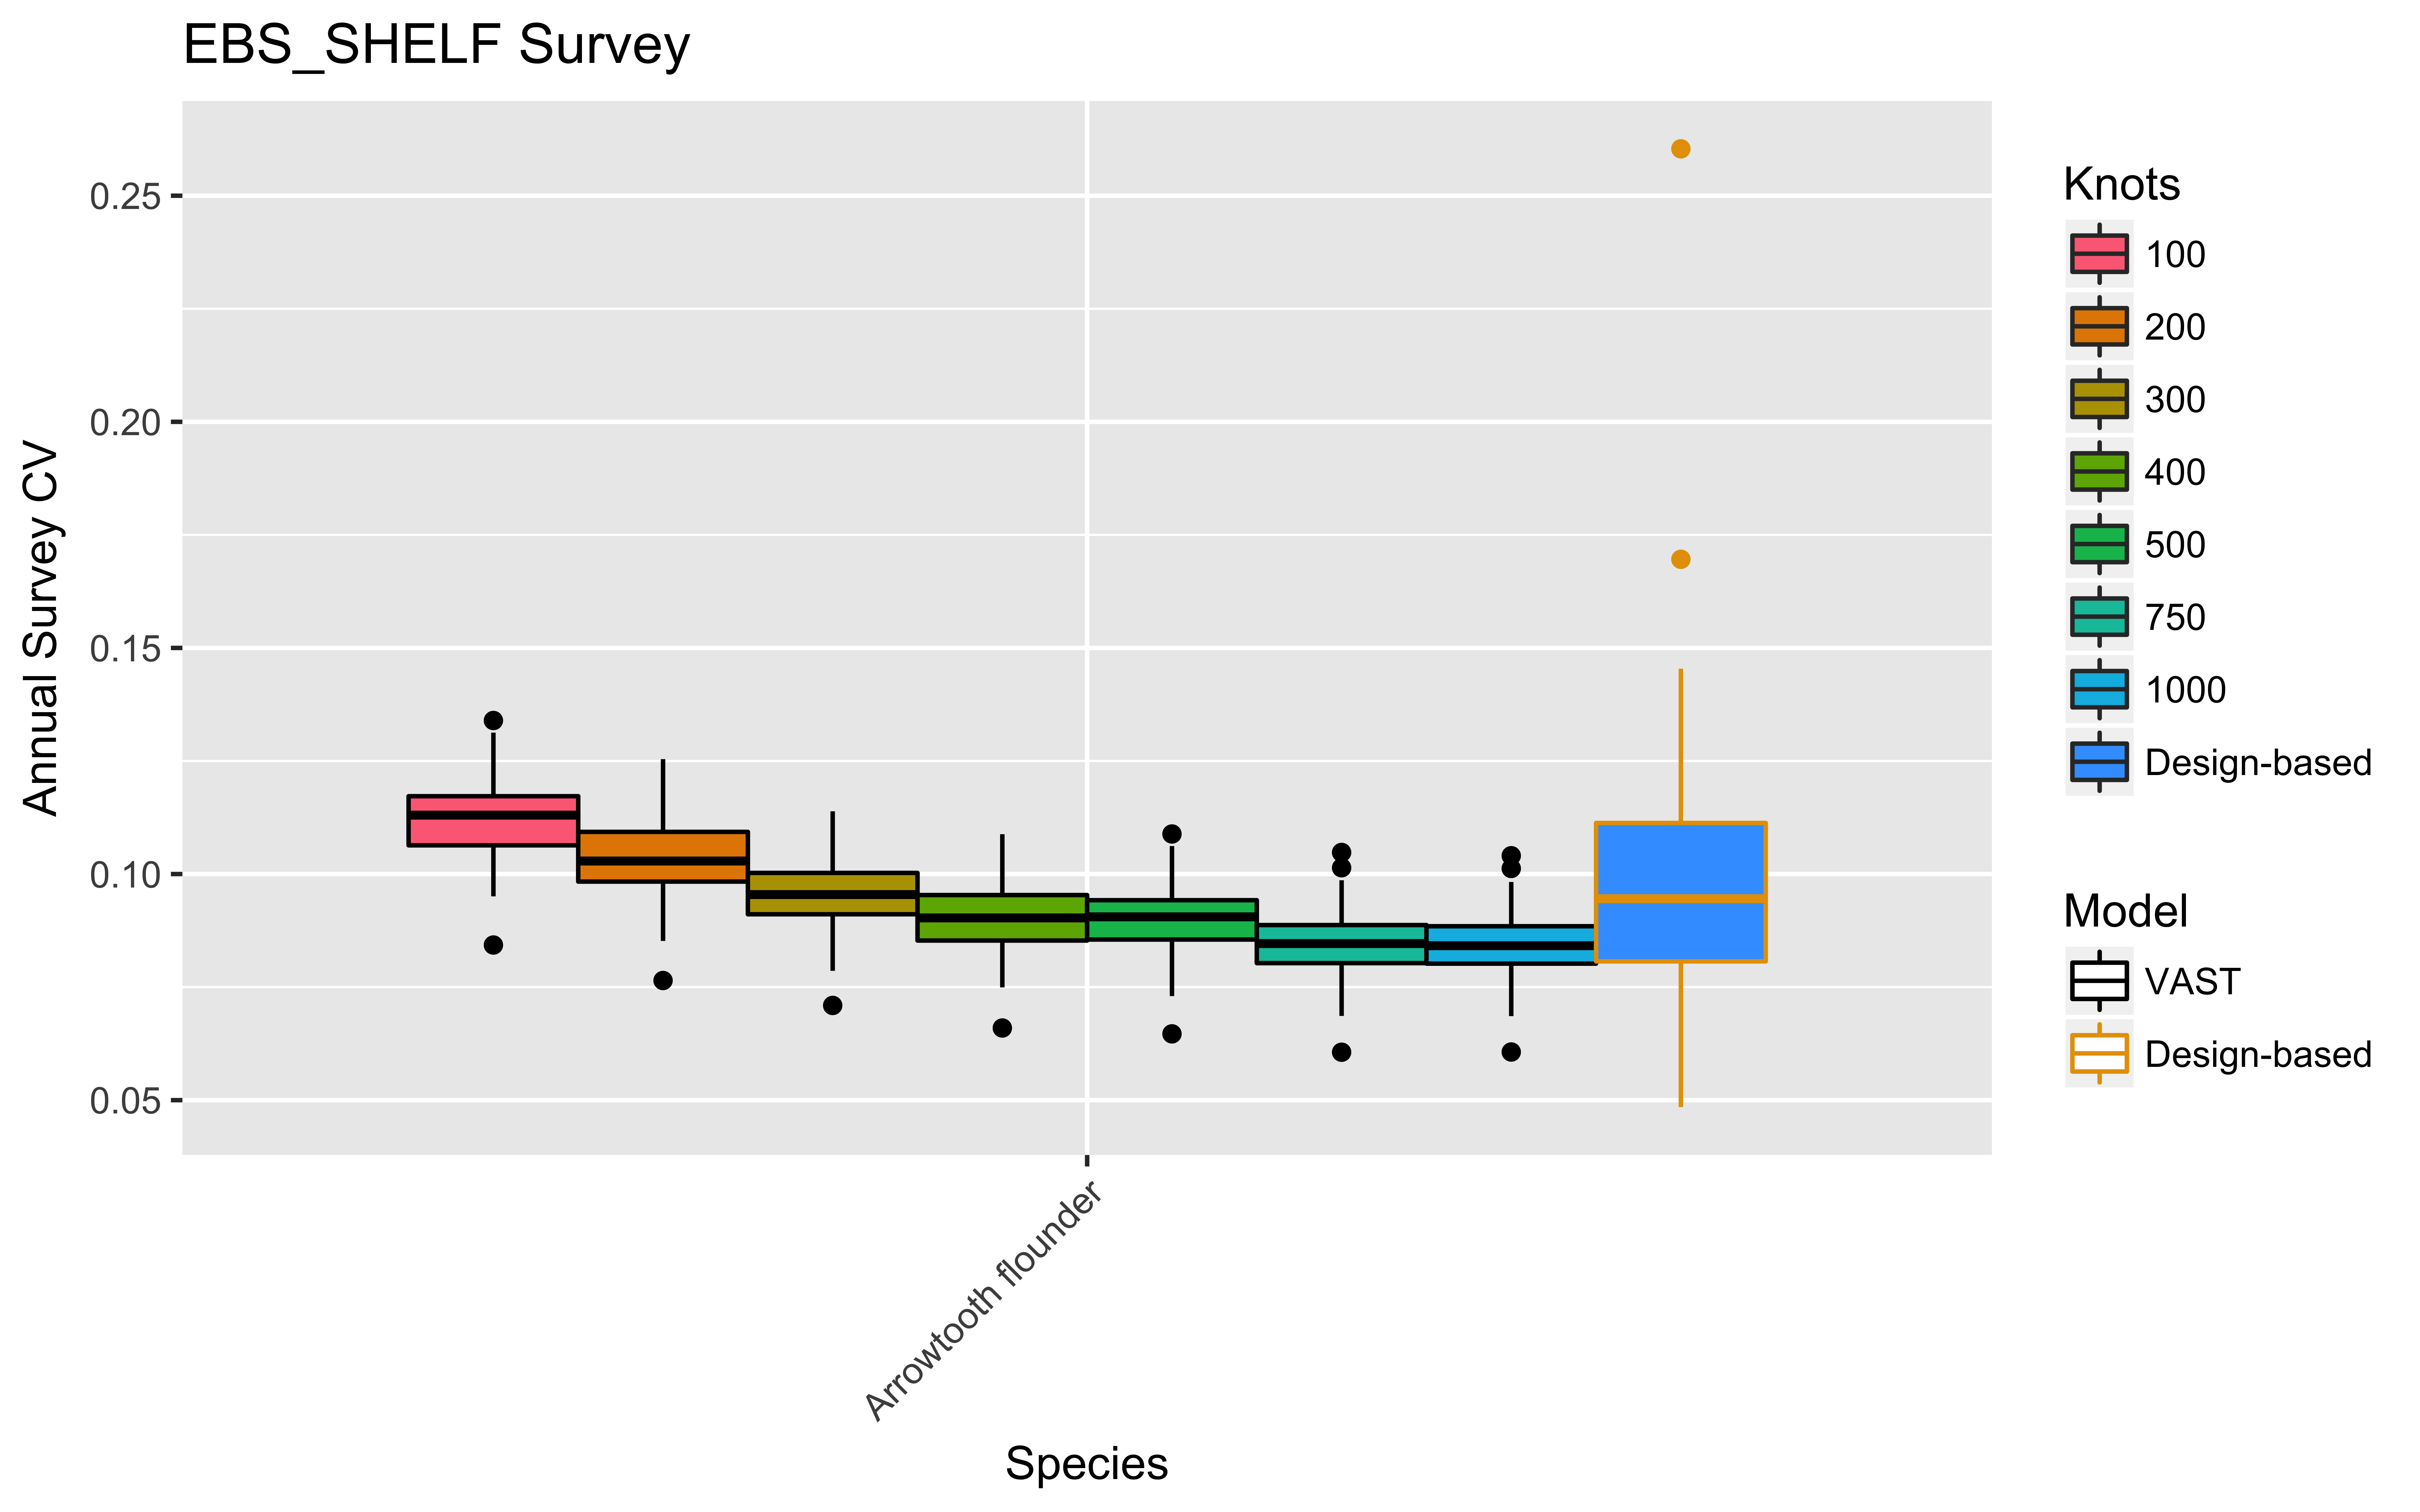 EBS_SHELF Survey
Annual Survey CV
0.25
0.20
0.15
0.10
0.05
Arrowtooth flounder
Species
Knots
100
200
300
400
500
750
1000
Design-based
Model
VAST
Design-based